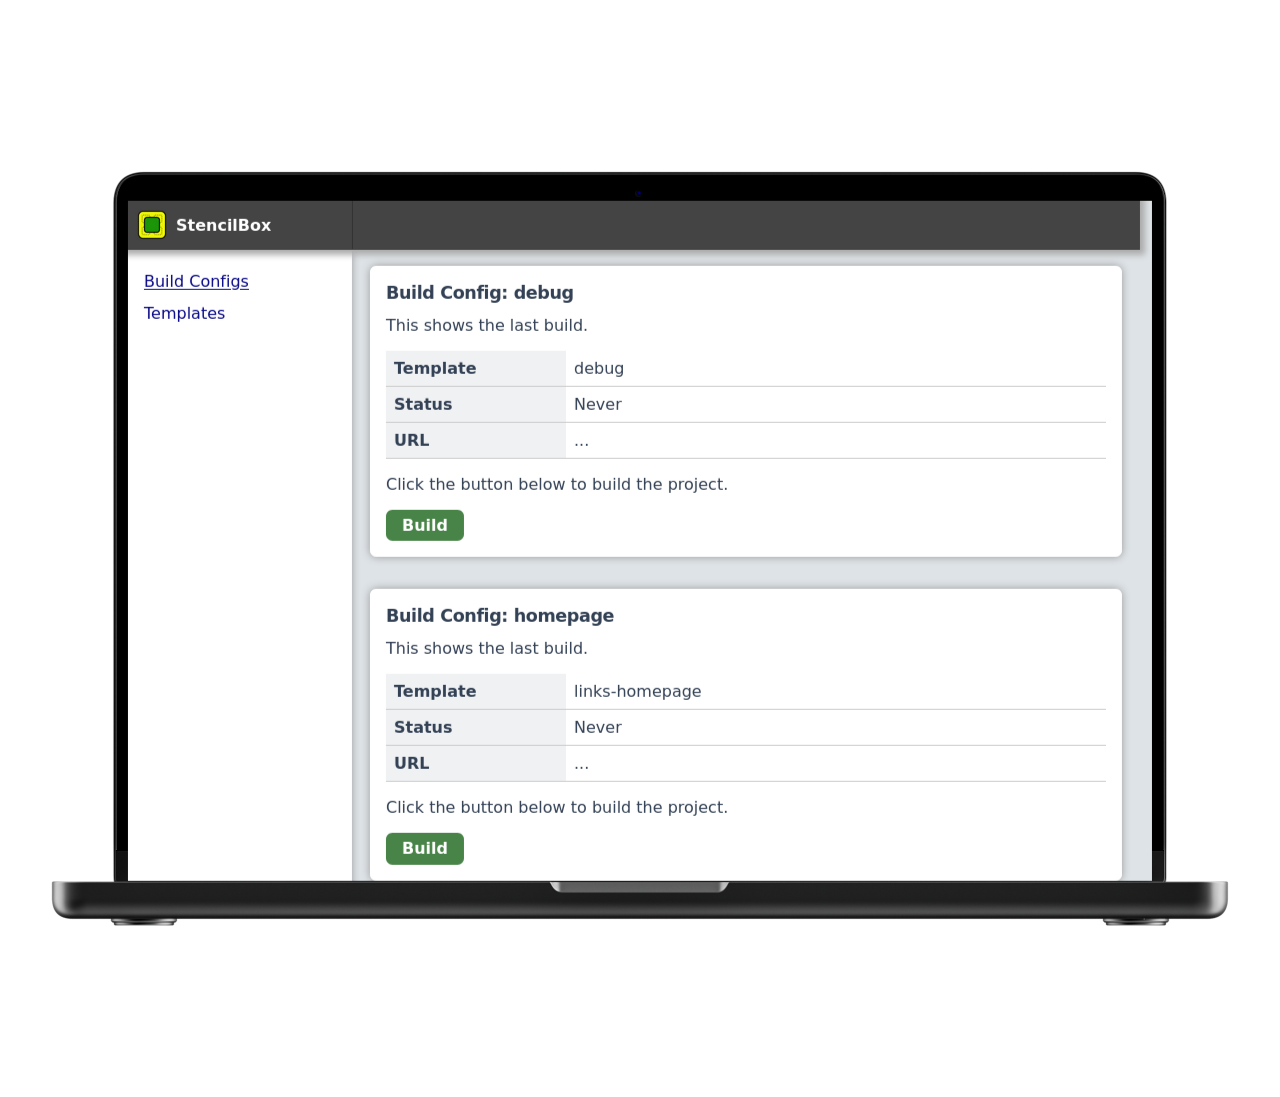 StencilBox
Build Configs
Templates
Build Config: debug
This shows the last build.
Template debug
Status Never
URL ...
Click the button below to build the project.
Build
Build Config: homepage
This shows the last build.
Template links-homepage
Status Never
URL ...
Click the button below to build the project.
Build